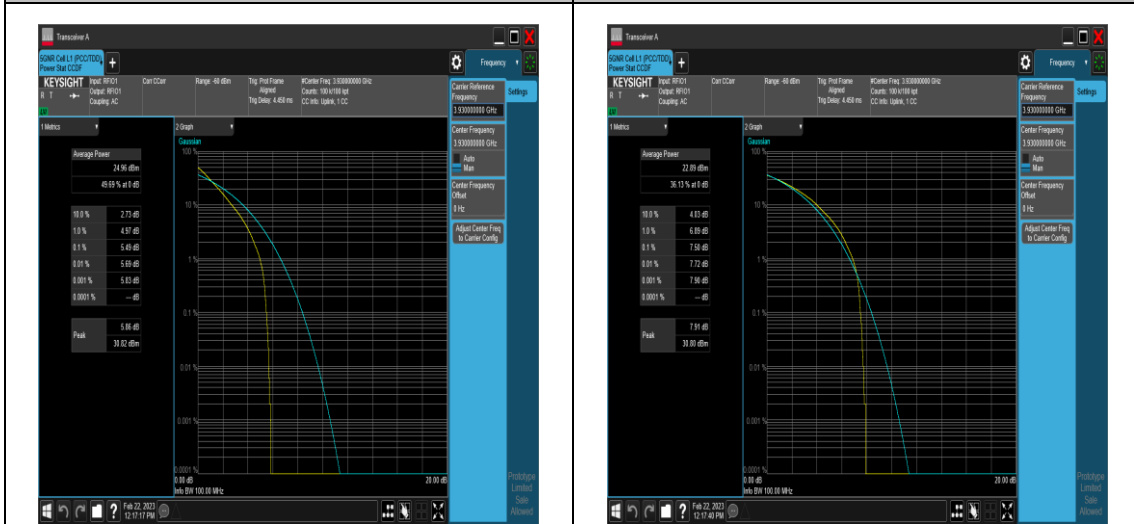 Transceiver A
5GNR Cell L1 (PCC/TDD)
Power Stat CCDF
Frequency
KEYSIGHT
R T
Input: RFIO1
Output: RFIO1
Coupling: AC
Corr CCorr
Range: -60 dBm
Trig: Prot Frame
Aligned
Trig Delay: 4.450 ms
#Center Freq: 3.930000000 GHz
Counts: 100 k/100 kpt
CC Info: Uplink, 1 CC
Carrier Reference
Frequency
3.930000000 GHz
Settings
Center Frequency
3.930000000 GHz
Auto
Man
Center Frequency
Offset
0 Hz
Adjust Center Freq
to Carrier Config
1 Metrics
2 Graph
Average Power
24.96 dBm
49.69 % at 0 dB
10.0 % 2.73 dB
1.0 % 4.97 dB
0.1 % 5.49 dB
0.01 % 5.69 dB
0.001 % 5.83 dB
0.0001 % --- dB
Peak
5.86 dB
30.82 dBm
Gaussian
100 %
10 %
1 %
0.1 %
0.01 %
0.001 %
0.0001 %
0.00 dB
20.00 dB
Info BW 100.00 MHz
Prototype
Limited
Sale
Allowed
Feb 22, 2023
12:17:17 PM
Transceiver A
5GNR Cell L1 (PCC/TDD)
Power Stat CCDF
Frequency
KEYSIGHT
R T
Input: RFIO1
Output: RFIO1
Coupling: AC
Corr CCorr
Range: -60 dBm
Trig: Prot Frame
Aligned
Trig Delay: 4.450 ms
#Center Freq: 3.930000000 GHz
Counts: 100 k/100 kpt
CC Info: Uplink, 1 CC
Carrier Reference
Frequency
3.930000000 GHz
Settings
Center Frequency
3.930000000 GHz
Auto
Man
Center Frequency
Offset
0 Hz
Adjust Center Freq
to Carrier Config
1 Metrics
2 Graph
Average Power
22.89 dBm
36.13 % at 0 dB
10.0 % 4.03 dB
1.0 % 6.89 dB
0.1 % 7.50 dB
0.01 % 7.72 dB
0.001 % 7.90 dB
0.0001 % --- dB
Peak
7.91 dB
30.80 dBm
Gaussian
100 %
10 %
1 %
0.1 %
0.01 %
0.001 %
0.0001 %
0.00 dB
20.00 dB
Info BW 100.00 MHz
Prototype
Limited
Sale
Allowed
Feb 22, 2023
12:17:40 PM